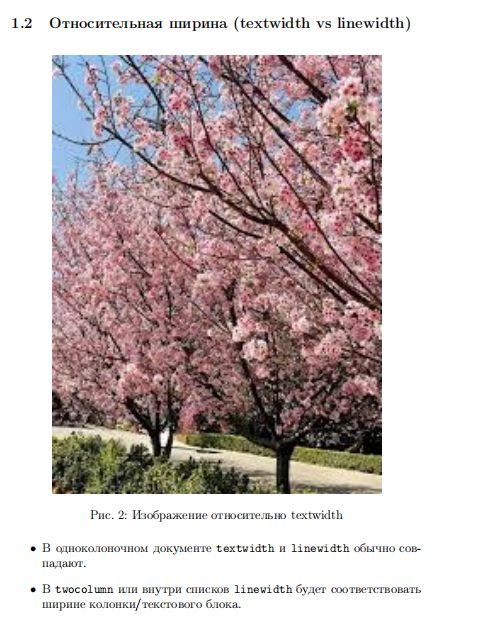 1.2 Относительная ширина (textwidth vs linewidth)
Рис. 2: Изображение относительно textwidth
• В одноколоночном документе textwidth и linewidth обычно сов-
падают.
• В twocolumn или внутри списков linewidth будет соответствовать
ширине колонки/текстового блока.